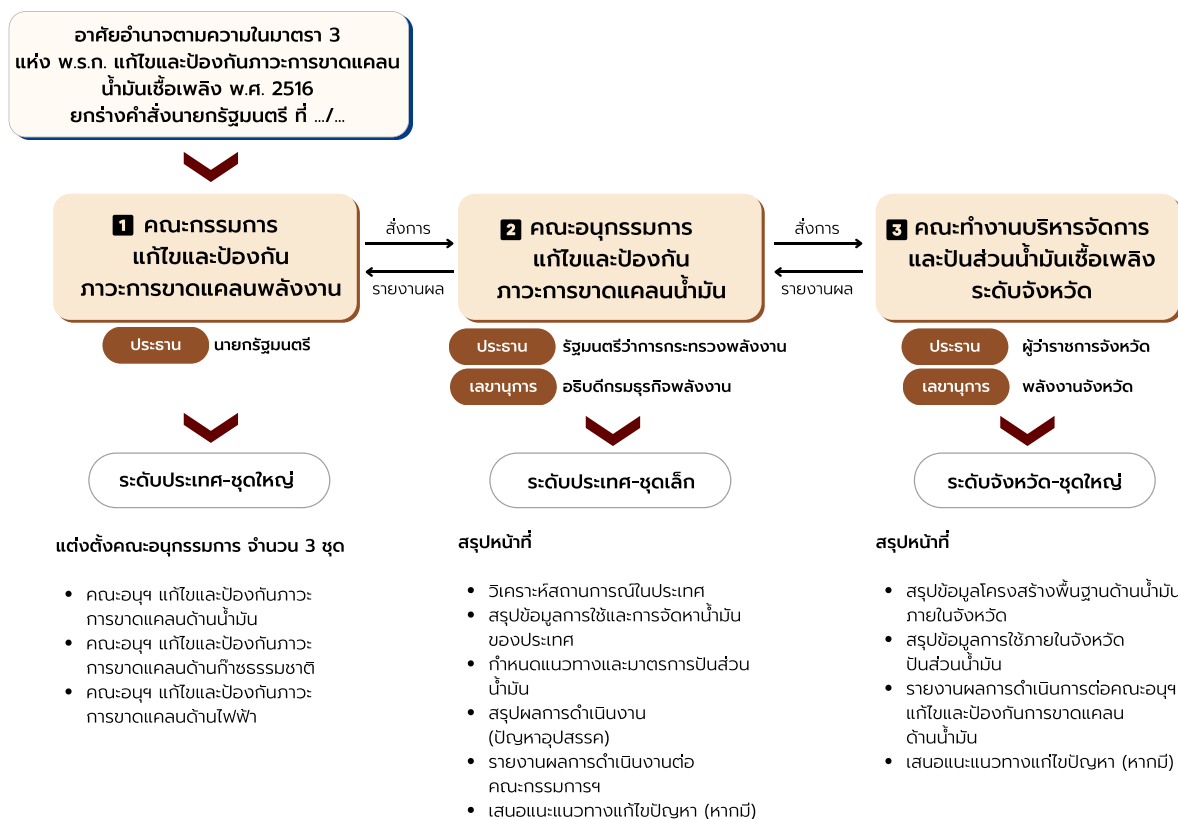 อาศัยอำนาจตามความในมาตรา 3
แห่ง พ.ร.ก. แก้ไขและป้องกันภาวะการขาดแคลน
น้ำมันเชื้อเพลิง พ.ศ. 2516
ยกร่างคำสั่งนายกรัฐมนตรี ที่ .../...
1 คณะกรรมการ
แก้ไขและป้องกัน
ภาวะการขาดแคลนพลังงาน
สั่งการ
รายงานผล
2 คณะอนุกรรมการ
แก้ไขและป้องกัน
ภาวะการขาดแคลนน้ำมัน
สั่งการ
รายงานผล
3 คณะทำงานบริหารจัดการ
และปันส่วนน้ำมันเชื้อเพลิง
ระดับจังหวัด
ประธาน นายกรัฐมนตรี
ประธาน รัฐมนตรีว่าการกระทรวงพลังงาน
เลขานุการ อธิบดีกรมธุรกิจพลังงาน
ประธาน ผู้ว่าราชการจังหวัด
เลขานุการ พลังงานจังหวัด
ระดับประเทศ-ชุดใหญ่
แต่งตั้งคณะอนุกรรมการ จำนวน 3 ชุด
• คณะอนุฯ แก้ไขและป้องกันภาวะ
การขาดแคลนด้านน้ำมัน
• คณะอนุฯ แก้ไขและป้องกันภาวะ
การขาดแคลนด้านก๊าซธรรมชาติ
• คณะอนุฯ แก้ไขและป้องกันภาวะ
การขาดแคลนด้านไฟฟ้า
ระดับประเทศ-ชุดเล็ก
สรุปหน้าที่
• วิเคราะห์สถานการณ์ในประเทศ
• สรุปข้อมูลการใช้และการจัดหาน้ำมัน
ของประเทศ
• กำหนดแนวทางและมาตรการปันส่วน
น้ำมัน
• สรุปผลการดำเนินงาน
(ปัญหาอุปสรรค)
• รายงานผลการดำเนินงานต่อ
คณะกรรมการฯ
• เสนอแนะแนวทางแก้ไขปัญหา (หากมี)
ระดับจังหวัด-ชุดใหญ่
สรุปหน้าที่
• สรุปข้อมูลโครงสร้างพื้นฐานด้านน้ำมัน
ภายในจังหวัด
• สรุปข้อมูลการใช้ภายในจังหวัด
ปันส่วนน้ำมัน
• รายงานผลการดำเนินการต่อคณะอนุฯ
แก้ไขและป้องกันการขาดแคลน
ด้านน้ำมัน
• เสนอแนะแนวทางแก้ไขปัญหา (หากมี)